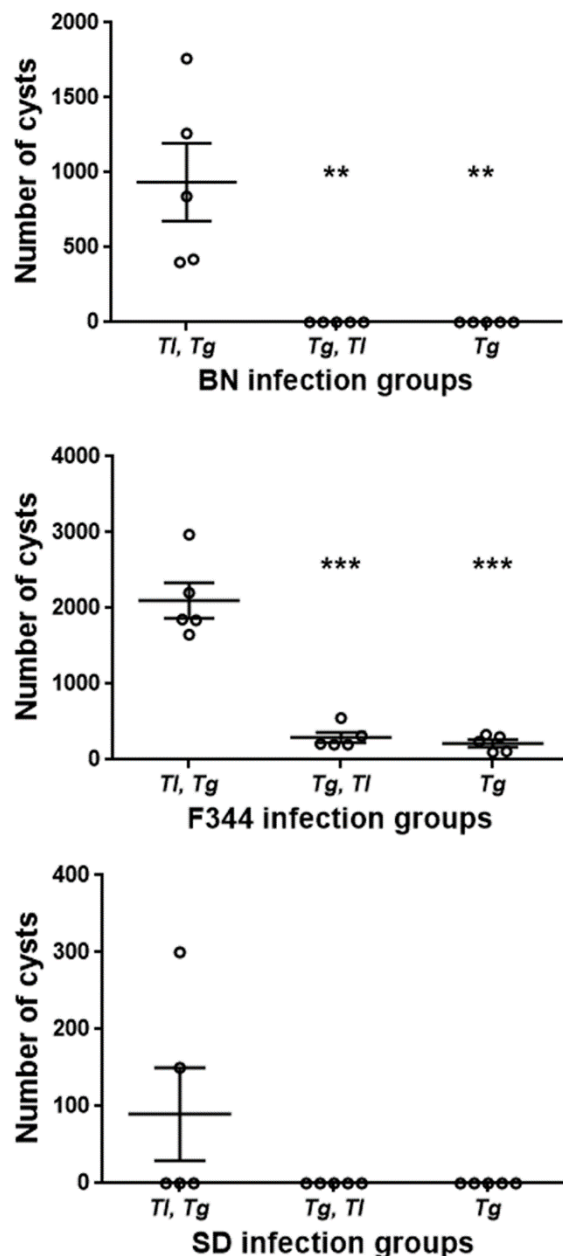 2000
1500
1000
500
0
Number of cysts
** **
Tl, Tg Tg, Tl Tg
BN infection groups
4000
3000
2000
1000
0
Number of cysts
*** ***
Tl, Tg Tg, Tl Tg
F344 infection groups
400
300
200
100
0
Number of cysts
Tl, Tg Tg, Tl Tg
SD infection groups